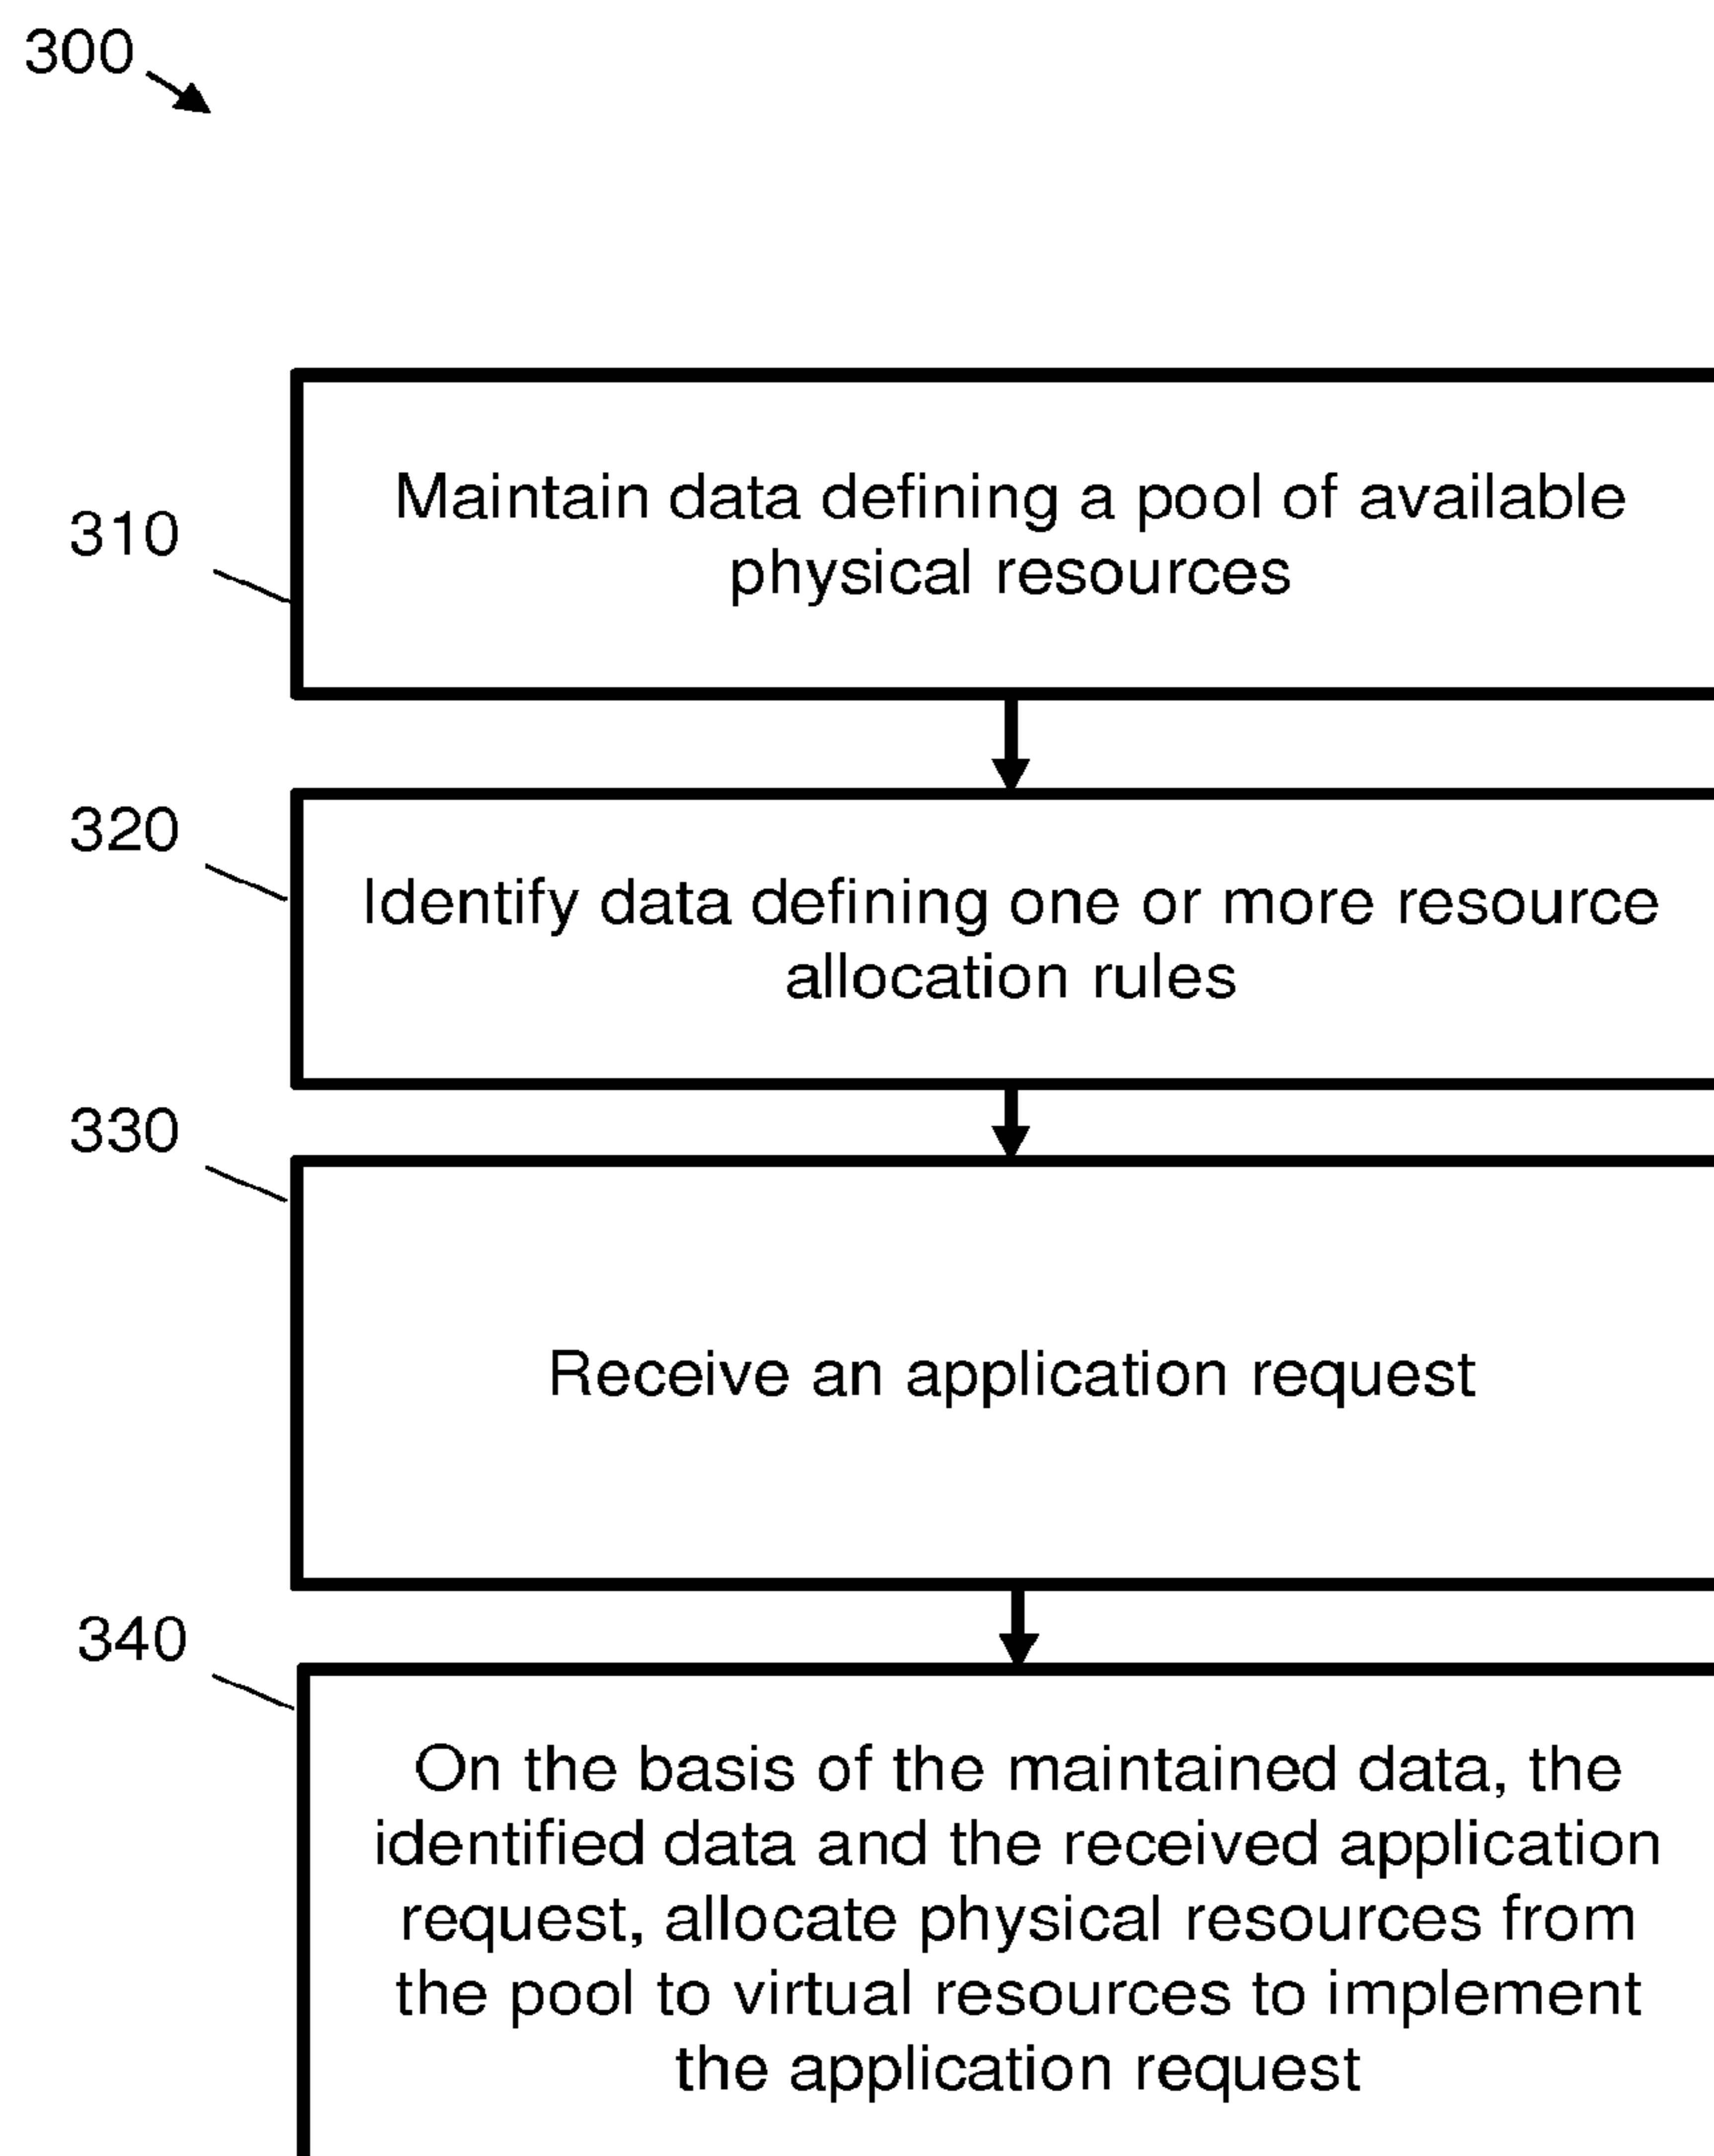 300
310
Maintain data defining a pool of available
physical resources
320
Identify data defining one or more resource
allocation rules
330
Receive an application request
340
On the basis of the maintained data, the
identified data and the received application
request, allocate physical resources from
the pool to virtual resources to implement
the application request